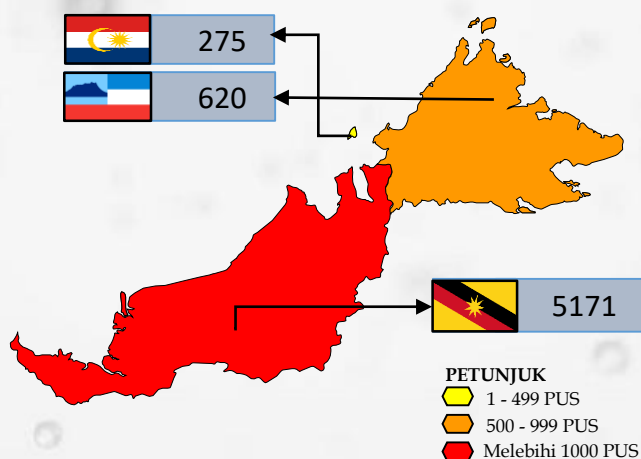 275
620
5171
PETUNJUK
1 - 499 PUS
500 - 999 PUS
Melebihi 1000 PUS